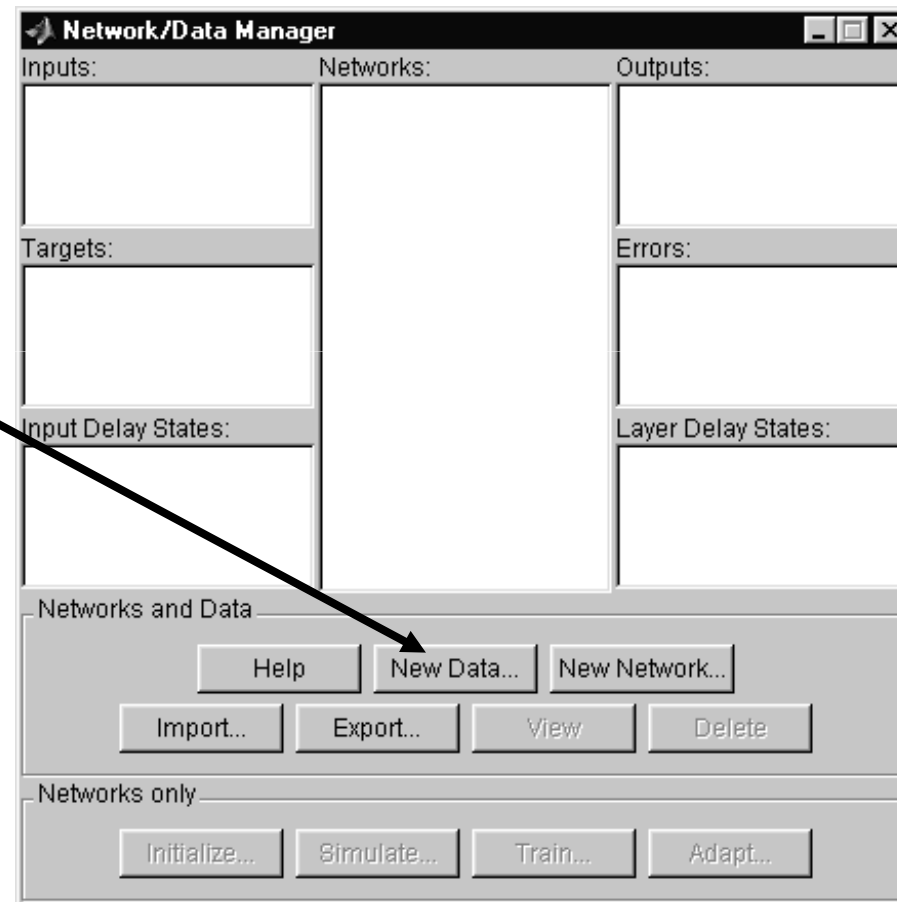 Network/Data Manager
Inputs: Networks: Outputs:
Targets: Errors:
Input Delay States: Layer Delay States:
Networks and Data
Help New Data... New Network...
Import... Export... View Delete
Networks only
Initialize... Simulate... Train... Adapt...